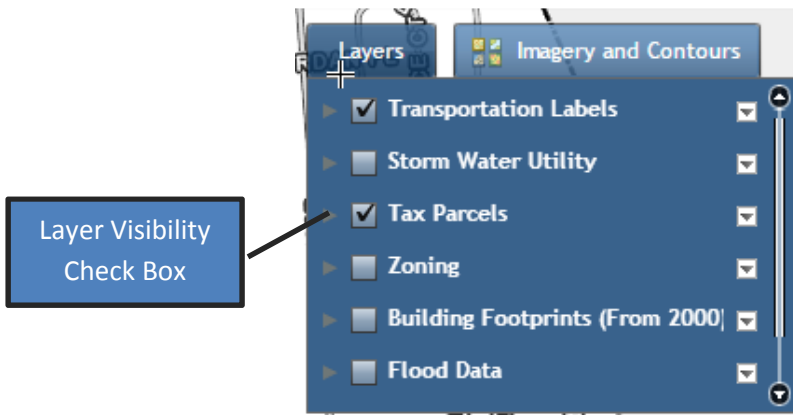 Layers
Imagery and Contours
Transportation Labels
Storm Water Utility
Tax Parcels
Layer Visibility
Check Box
Zoning
Building Footprints (From 2000)
Flood Data